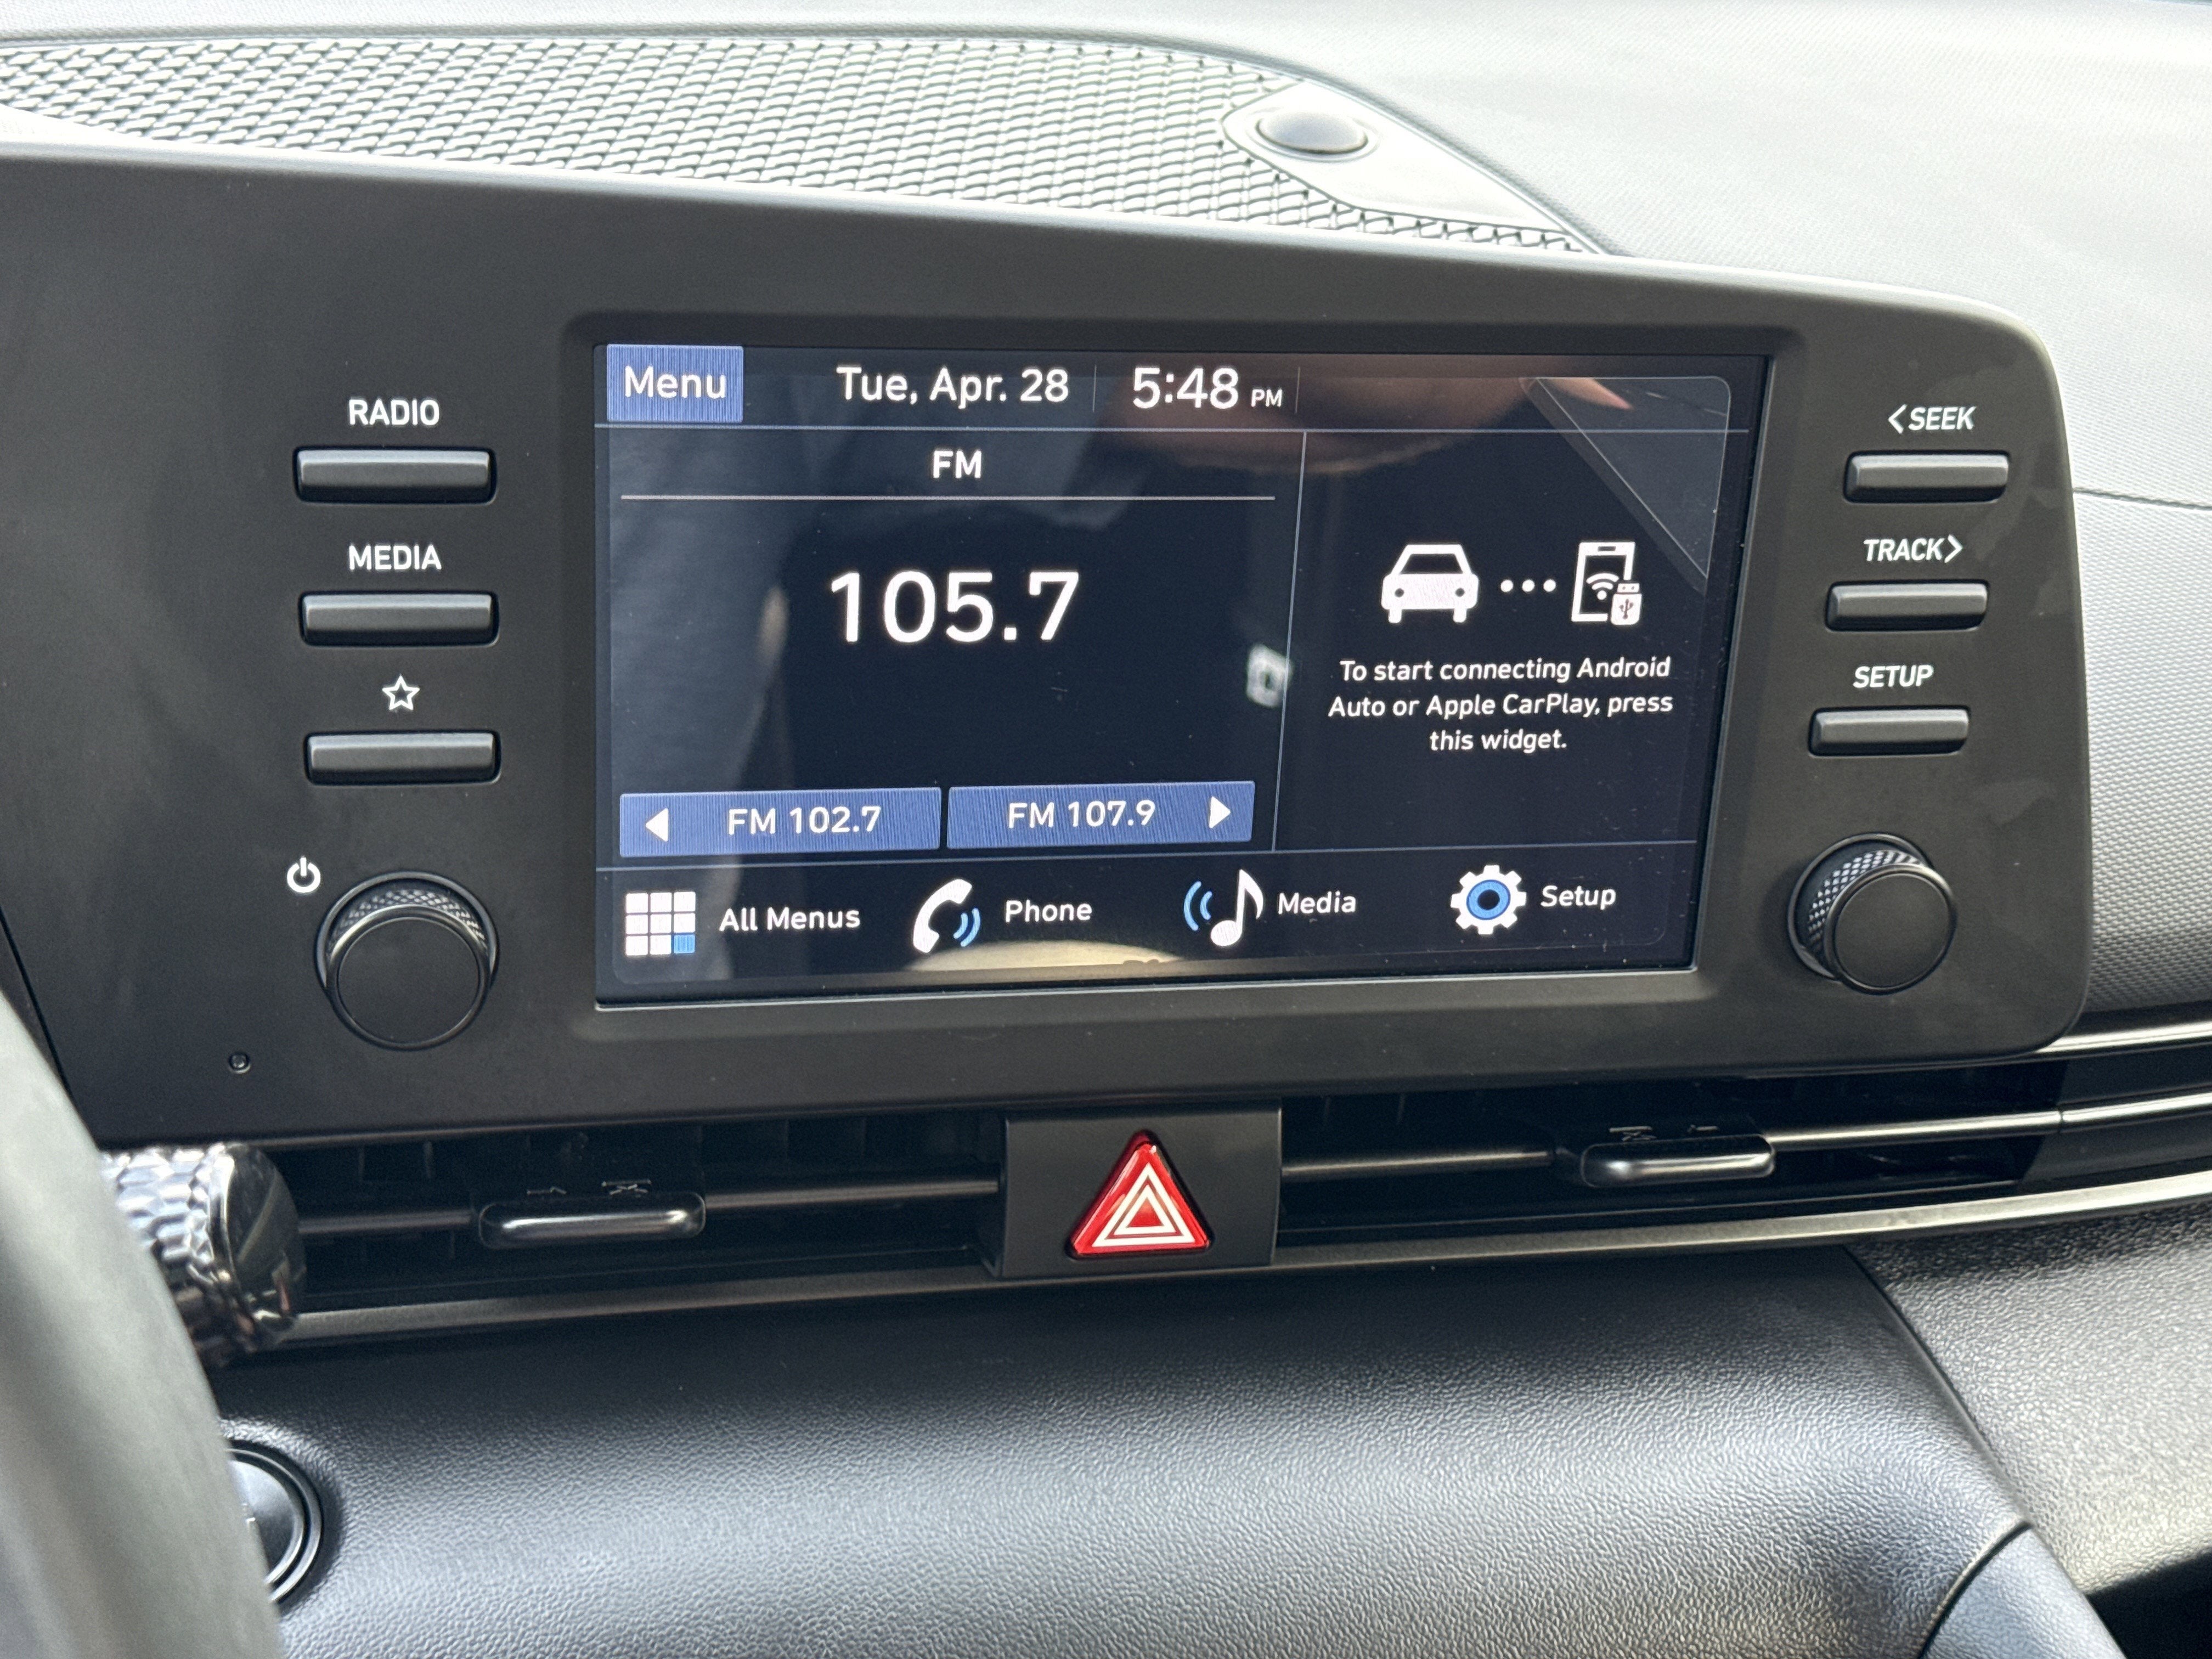 RADIO
MEDIA
Menu
Tue, Apr. 28
5:48 PM
FM
105.7
FM 102.7
FM 107.9
To start connecting Android
Auto or Apple CarPlay, press
this widget.
All Menus
Phone
Media
Setup
<SEEK
TRACK>
SETUP